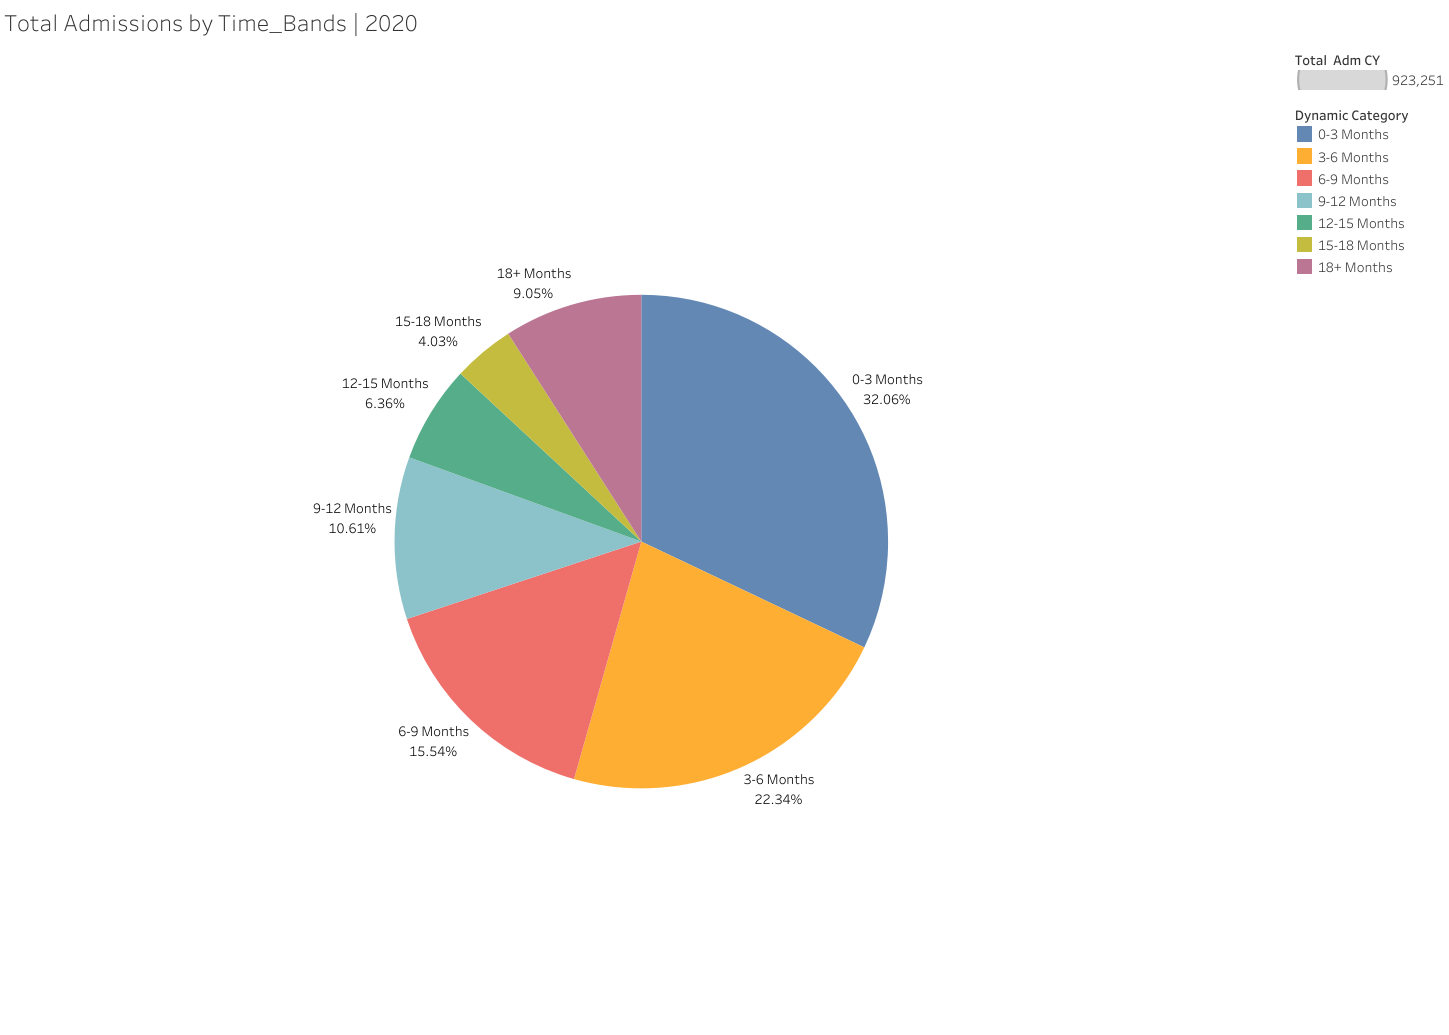 Total Admissions by Time_Bands | 2020
Total Adm CY
923,251
Dynamic Category
0-3 Months
3-6 Months
6-9 Months
9-12 Months
12-15 Months
15-18 Months
18+ Months
18+ Months
9.05%
15-18 Months
4.03%
12-15 Months
6.36%
0-3 Months
32.06%
9-12 Months
10.61%
6-9 Months
15.54%
3-6 Months
22.34%